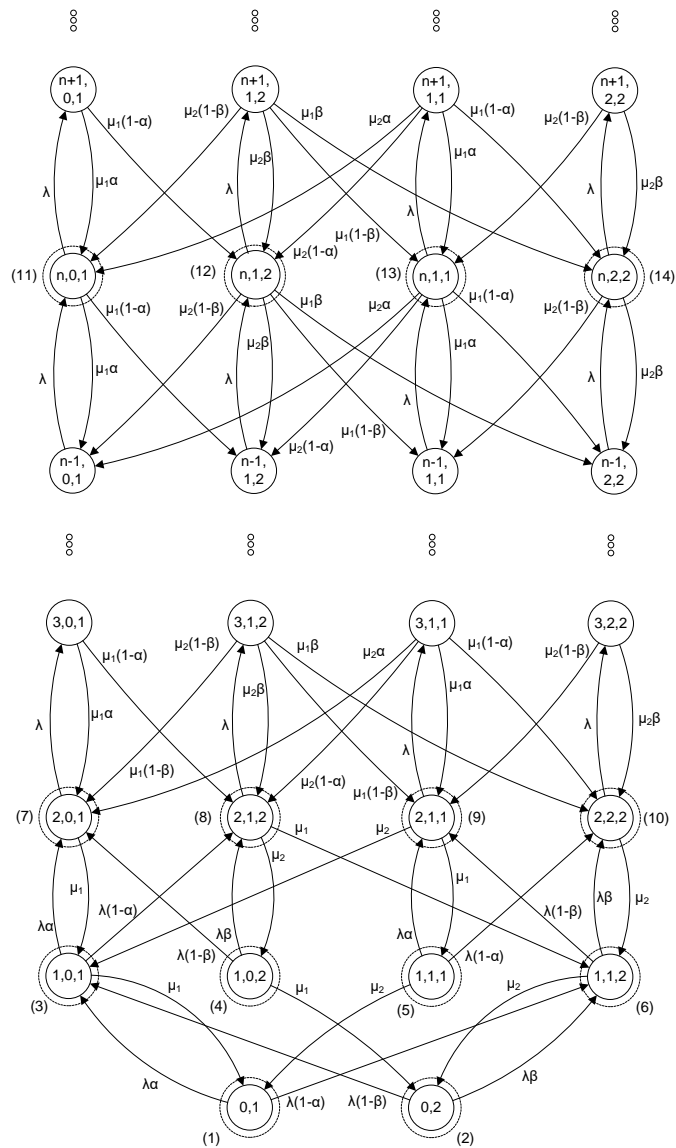 n+1,
0,1
n+1,
1,2
n+1,
1,1
n+1,
2,2
μ₁(1-α)
μ₂(1-β)
μ₁β
μ₂α
μ₁(1-α)
μ₂(1-β)
λ
μ₁α
λ
μ₂β
λ
μ₁α
λ
μ₂β
μ₂(1-α)
μ₁(1-β)
(11)
n,0,1
(12)
n,1,2
(13)
n,1,1
n,2,2
(14)
μ₁(1-α)
μ₂(1-β)
μ₁β
μ₂α
μ₁(1-α)
μ₂(1-β)
λ
μ₁α
λ
μ₂β
λ
μ₁α
λ
μ₂β
μ₂(1-α)
μ₁(1-β)
n-1,
0,1
n-1,
1,2
n-1,
1,1
n-1,
2,2
3,0,1
3,1,2
3,1,1
3,2,2
μ₁(1-α)
μ₂(1-β)
μ₁β
μ₂α
μ₁(1-α)
μ₂(1-β)
λ
μ₁α
λ
μ₂β
λ
μ₁α
λ
μ₂β
μ₁(1-β)
μ₂(1-α)
μ₁(1-β)
(7)
2,0,1
(8)
2,1,2
2,1,1
(9)
2,2,2
(10)
μ₁
μ₂
μ₁
μ₂
μ₁
μ₂
λα
λ(1-α)
λβ
λ(1-β)
λα
λ(1-α)
λ(1-β)
λβ
1,0,1
(3)
1,0,2
(4)
1,1,1
(5)
1,1,2
(6)
μ₁
μ₁
μ₂
μ₂
λα
λ(1-α)
λ(1-β)
λβ
0,1
(1)
0,2
(2)